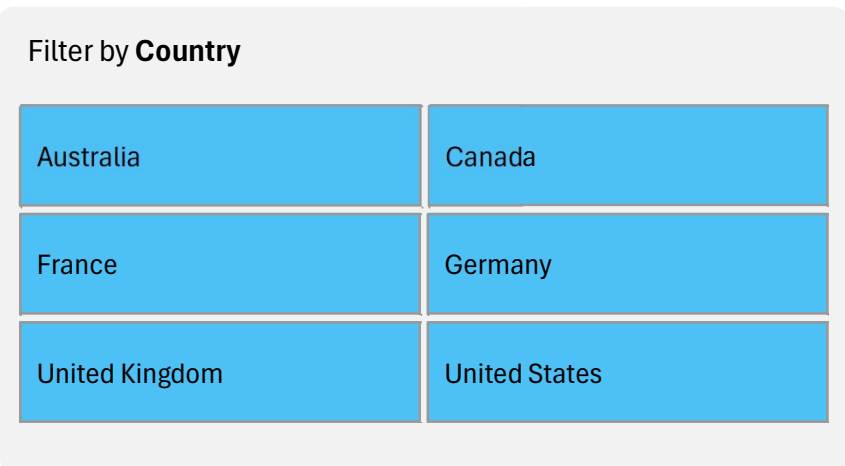 Filter by Country
Australia
Canada
France
Germany
United Kingdom
United States